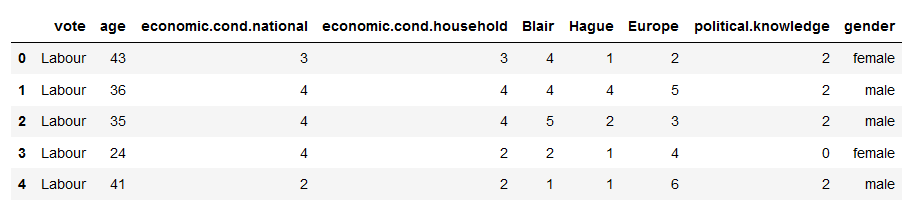 vote age economic.cond.national economic.cond.household Blair Hague Europe political.knowledge gender
0 Labour 43 3 3 4 1 2 2 female
1 Labour 36 4 4 4 4 5 2 male
2 Labour 35 4 4 5 2 3 2 male
3 Labour 24 4 2 2 1 4 0 female
4 Labour 41 2 2 1 1 6 2 male